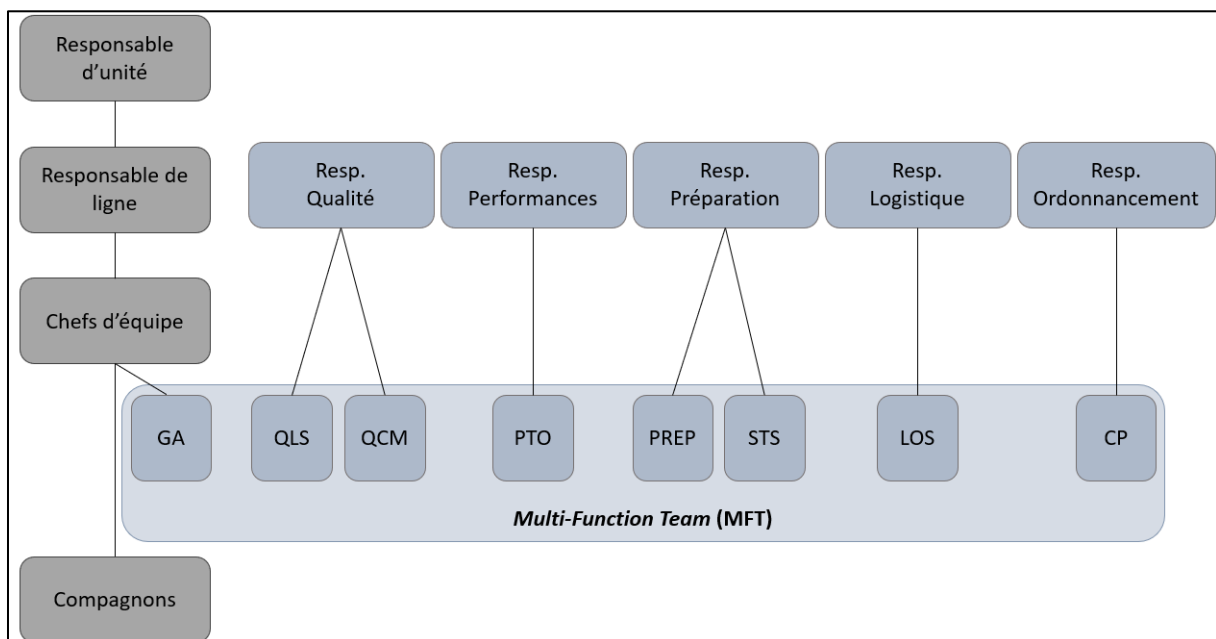 Responsable
d’unité
Responsable de
ligne
Resp.
Qualité
Resp.
Performances
Resp.
Préparation
Resp.
Logistique
Resp.
Ordonnancement
Chefs d’équipe
GA
QLS
QCM
PTO
PREP
STS
LOS
CP
Multi-Function Team (MFT)
Compagnons